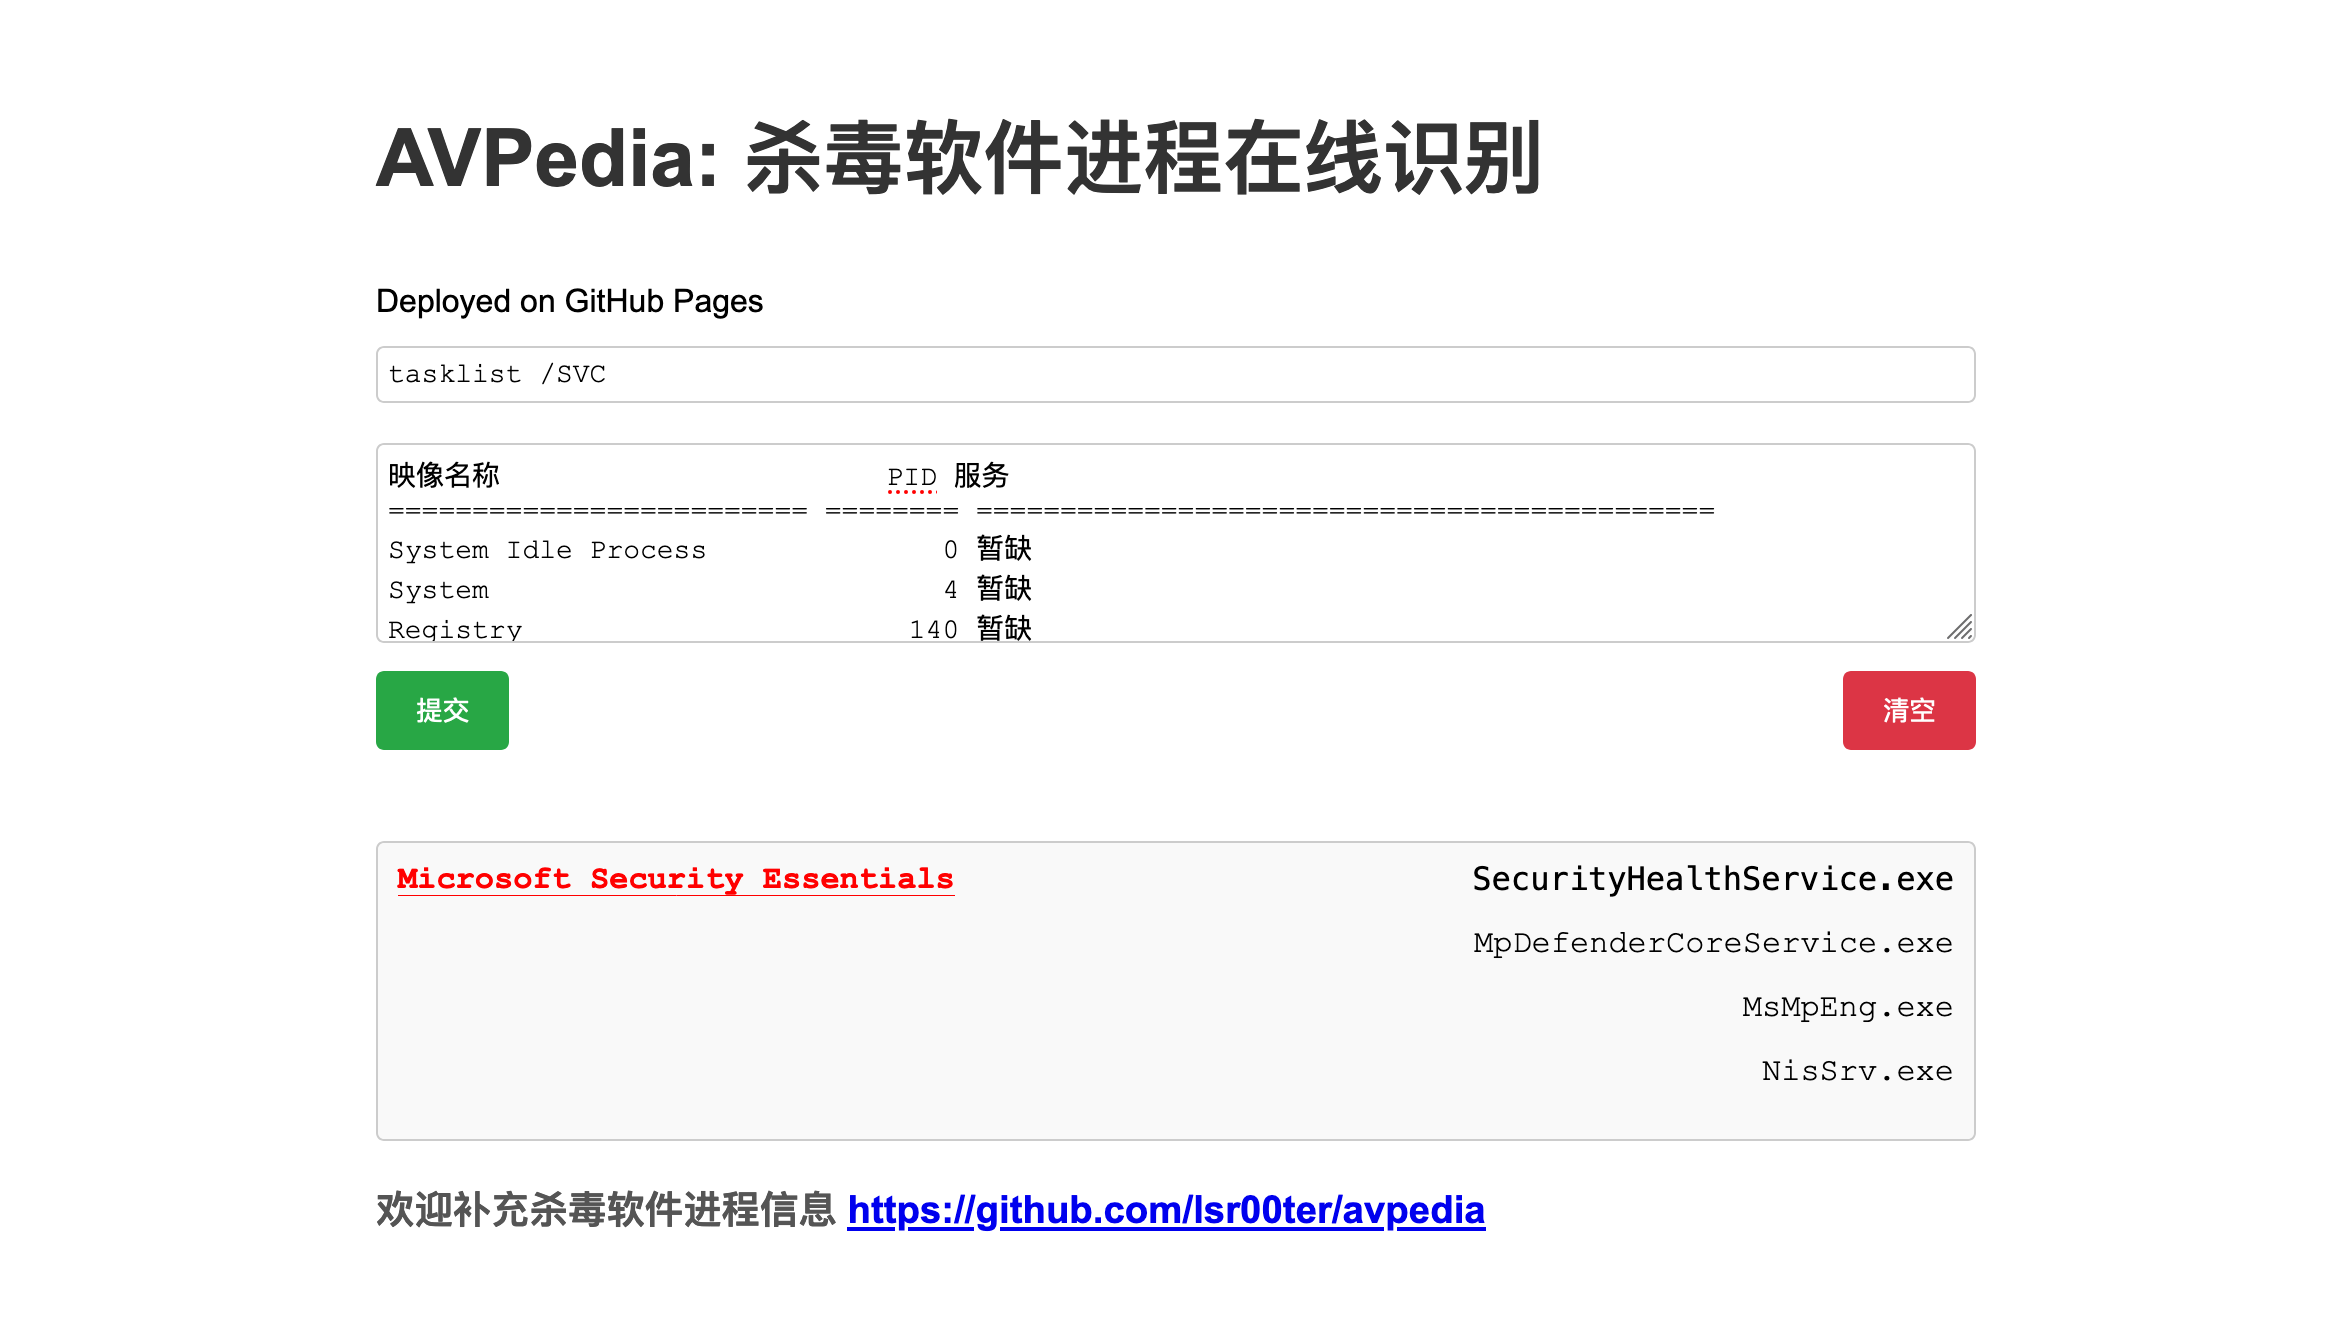 AVPedia: 杀毒软件进程在线识别
Deployed on GitHub Pages
tasklist /SVC
映像名称                       PID 服务
========================= ======== ============================================
System Idle Process              0 暂缺
System                           4 暂缺
Registry                       140 暂缺
提交 清空
Microsoft Security Essentials SecurityHealthService.exe
MpDefenderCoreService.exe
MsMpEng.exe
NisSrv.exe
欢迎补充杀毒软件进程信息 https://github.com/lsr00ter/avpedia